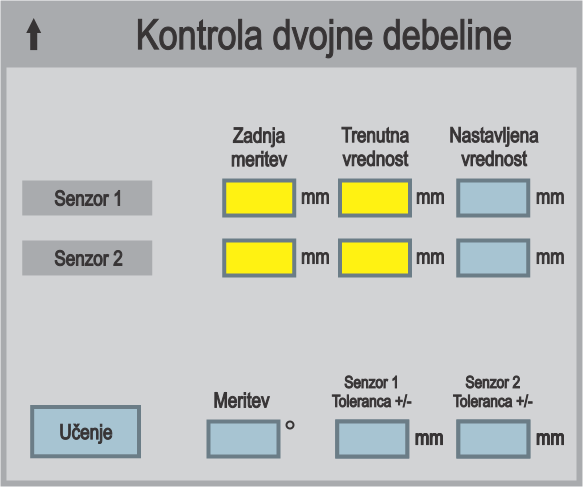 Kontrola dvojne debeline
Zadnja Trenutna Nastavljena
meritev vrednost vrednost
Senzor 1 mm mm mm
Senzor 2 mm mm mm
Senzor 1 Senzor 2
Meritev Toleranca +/- Toleranca +/-
Učenje ° mm mm